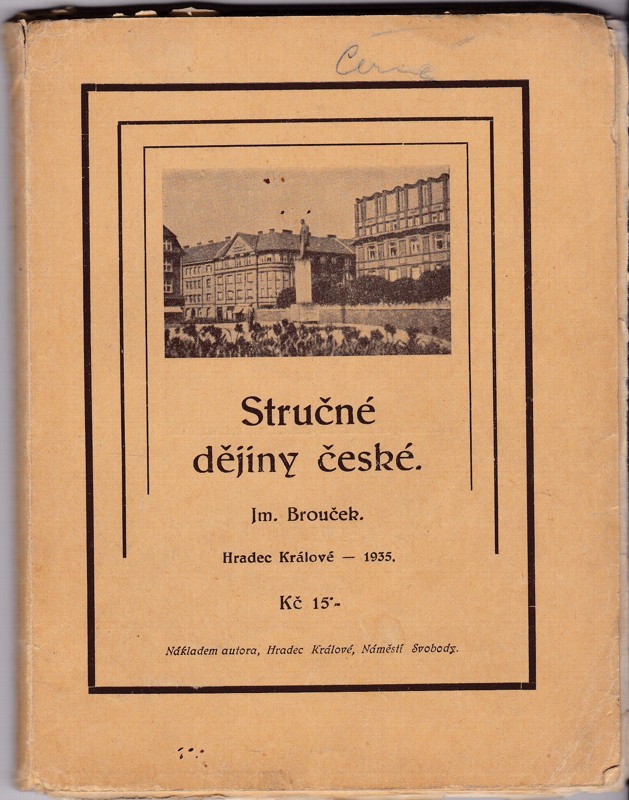 Stručné
dějiny české.
Jm. Brouček.
Hradec Králové — 1935.
Kč 15·-
Nákladem autora, Hradec Králové, Náměstí Svobody.